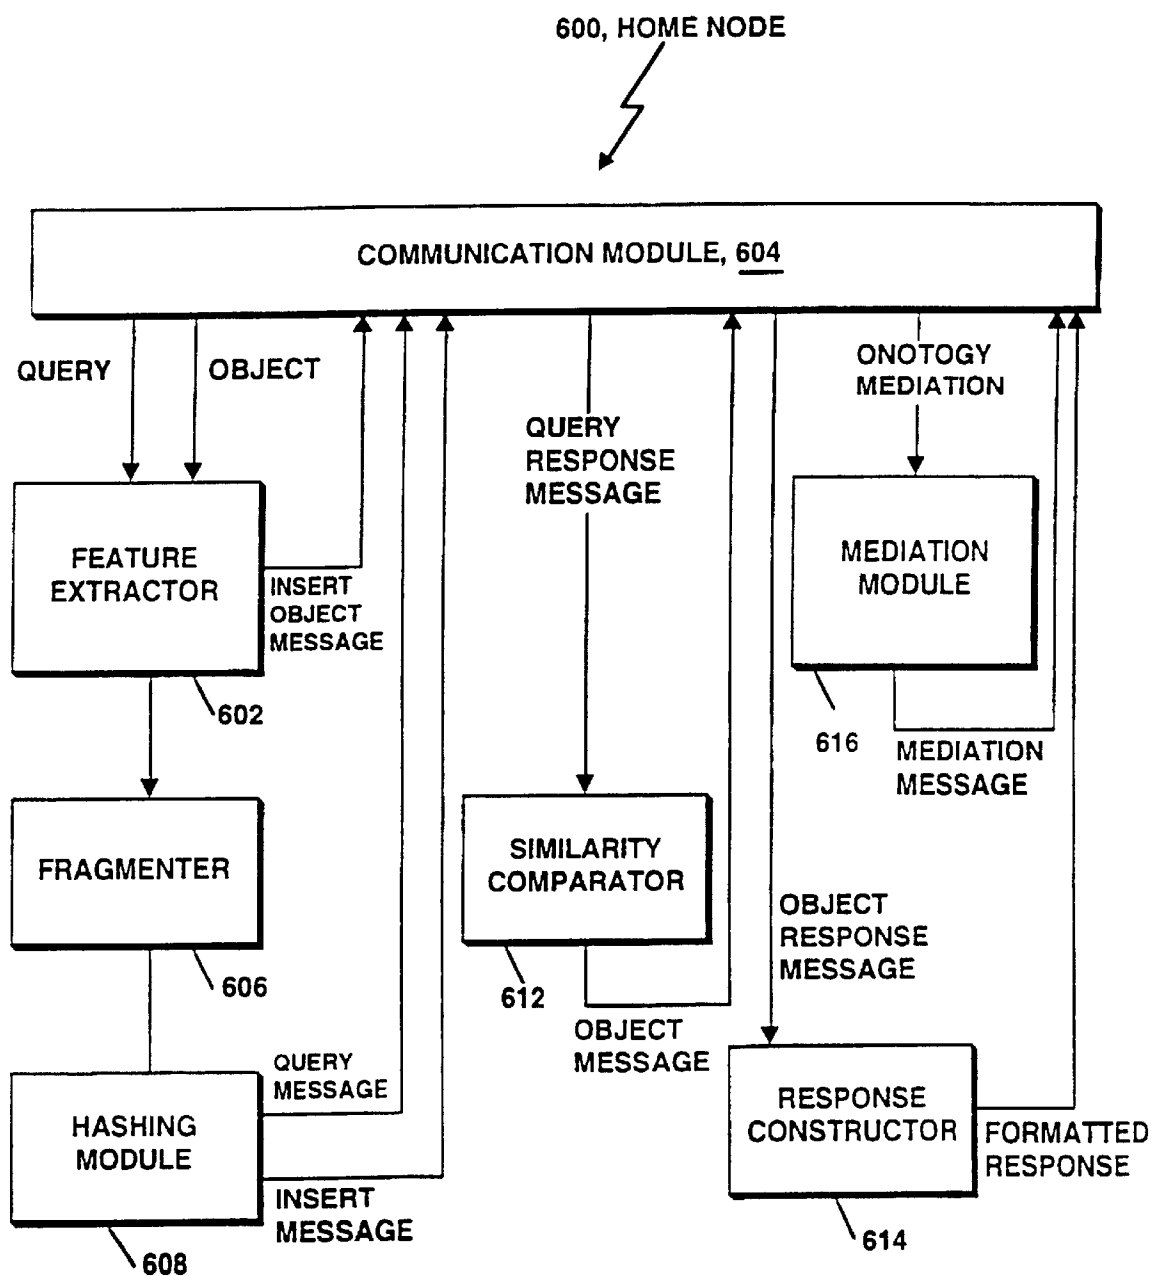 600, HOME NODE
COMMUNICATION MODULE, 604
QUERY
OBJECT
ONOTOGY
MEDIATION
QUERY
RESPONSE
MESSAGE
FEATURE
EXTRACTOR
INSERT
OBJECT
MESSAGE
MEDIATION
MODULE
602
616
MEDIATION
MESSAGE
FRAGMENTER
SIMILARITY
COMPARATOR
OBJECT
RESPONSE
MESSAGE
606
612
OBJECT
MESSAGE
QUERY
MESSAGE
HASHING
MODULE
RESPONSE
CONSTRUCTOR
FORMATTED
RESPONSE
INSERT
MESSAGE
608
614